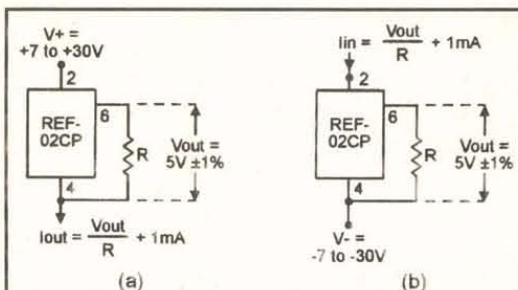 V+ =
+7 to +30V
2
REF-
02CP
6
R
Vout =
5V ±1%
4
Iout = Vout/R + 1mA
(a)
Iin = Vout/R + 1mA
2
REF-
02CP
6
R
Vout =
5V ±1%
4
V- =
-7 to -30V
(b)